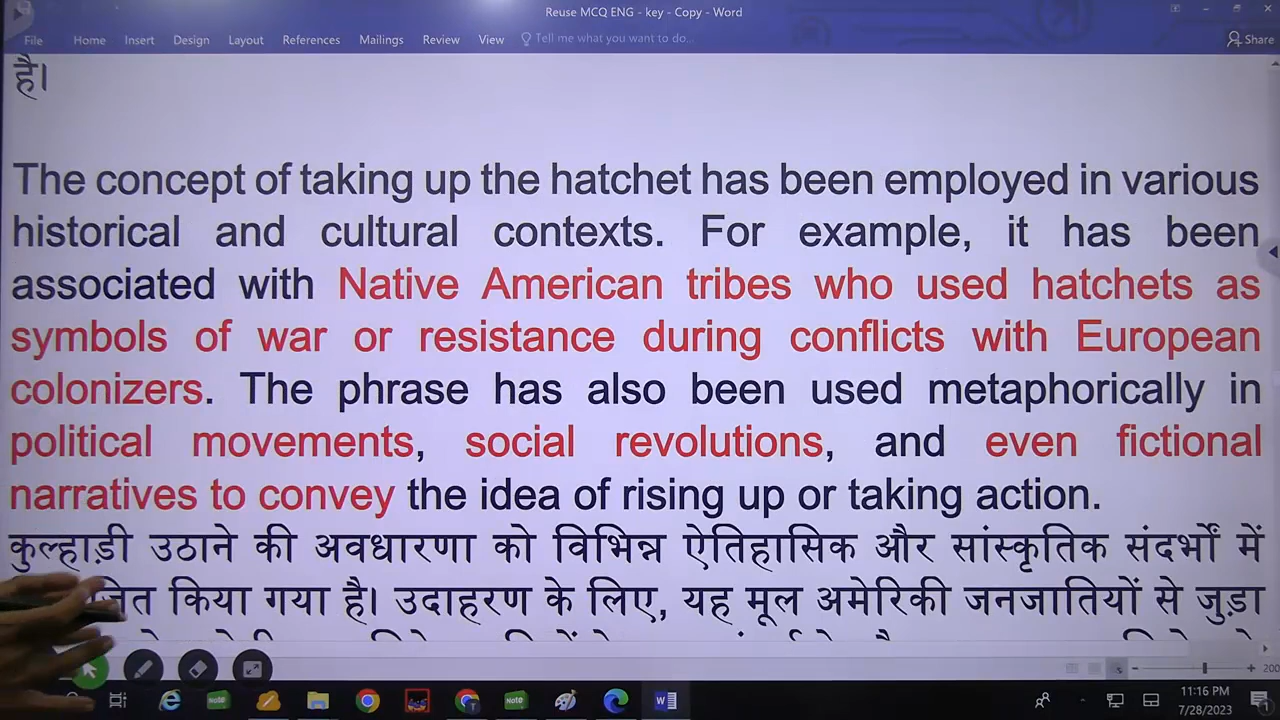 Reuse MCQ ENG - key - Copy - Word
File Home Insert Design Layout References Mailings Review View Tell me what you want to do... Share
है।
The concept of taking up the hatchet has been employed in various
historical and cultural contexts. For example, it has been
associated with Native American tribes who used hatchets as
symbols of war or resistance during conflicts with European
colonizers. The phrase has also been used metaphorically in
political movements, social revolutions, and even fictional
narratives to convey the idea of rising up or taking action.
कुल्हाड़ी उठाने की अवधारणा को विभिन्न ऐतिहासिक और सांस्कृतिक संदर्भों में
किया गया है। उदाहरण के लिए, यह मूल अमेरिकी जनजातियों से जुड़ा
200
Note Note
11:16 PM
7/28/2023